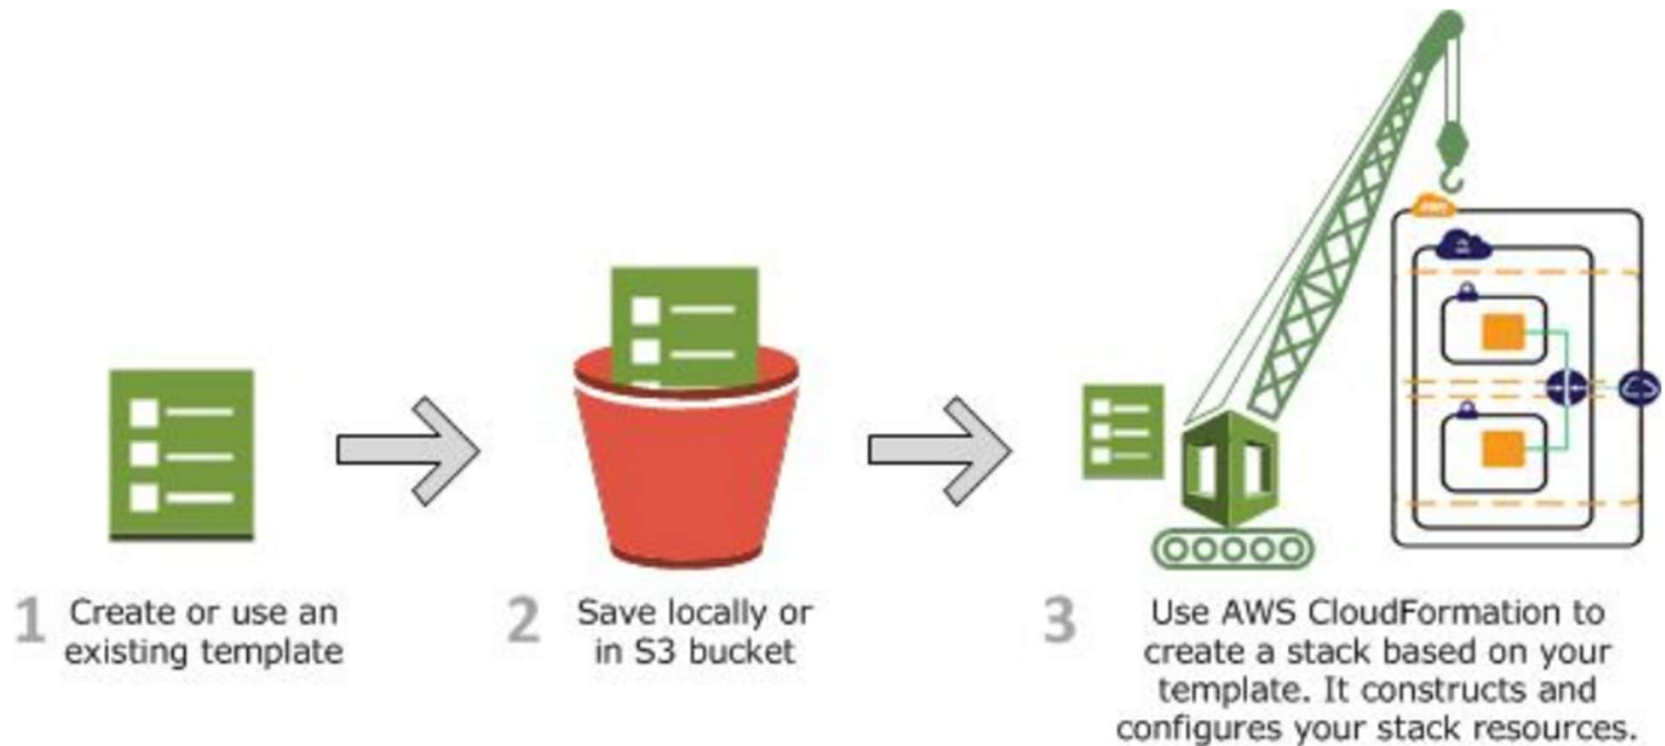 1 Create or use an
existing template
2 Save locally or
in S3 bucket
3 Use AWS CloudFormation to
create a stack based on your
template. It constructs and
configures your stack resources.
AWS